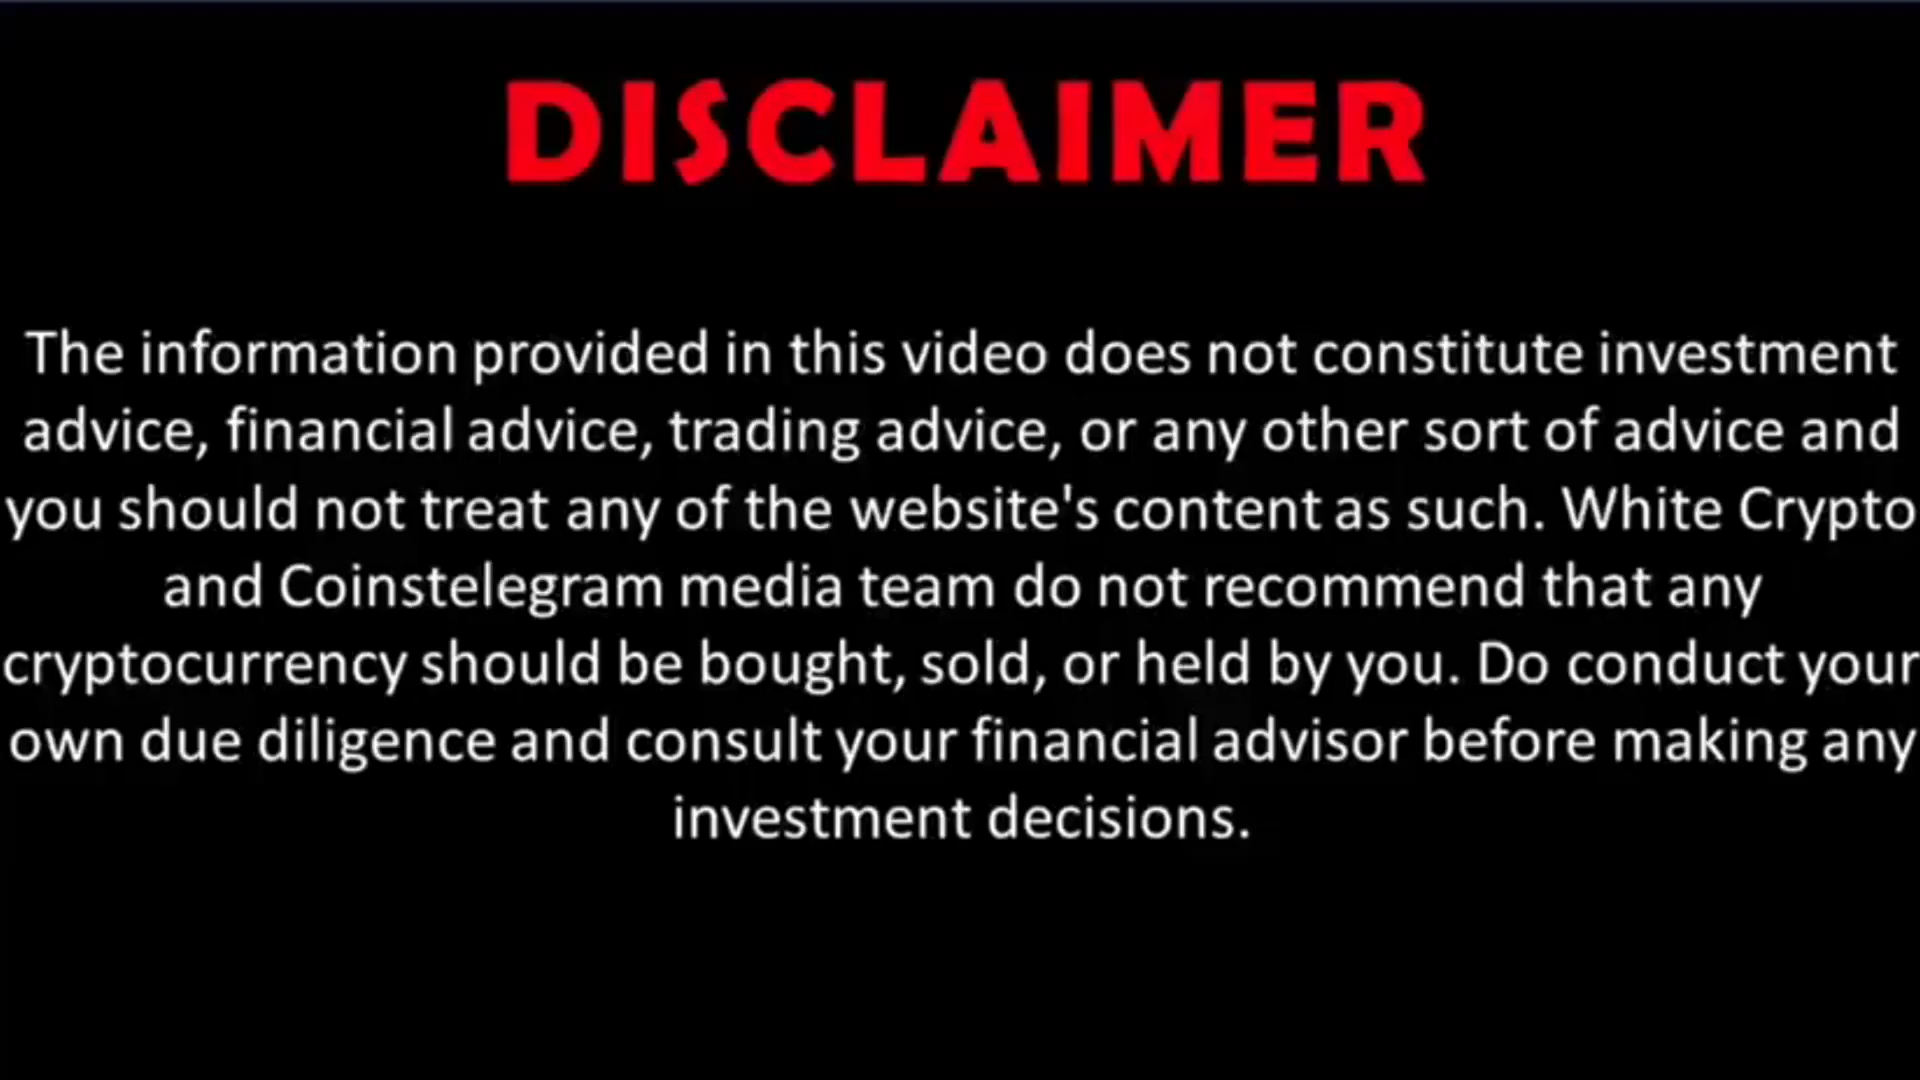 DISCLAIMER
The information provided in this video does not constitute investment
advice, financial advice, trading advice, or any other sort of advice and
you should not treat any of the website's content as such. White Crypto
and Coinstelegram media team do not recommend that any
cryptocurrency should be bought, sold, or held by you. Do conduct your
own due diligence and consult your financial advisor before making any
investment decisions.